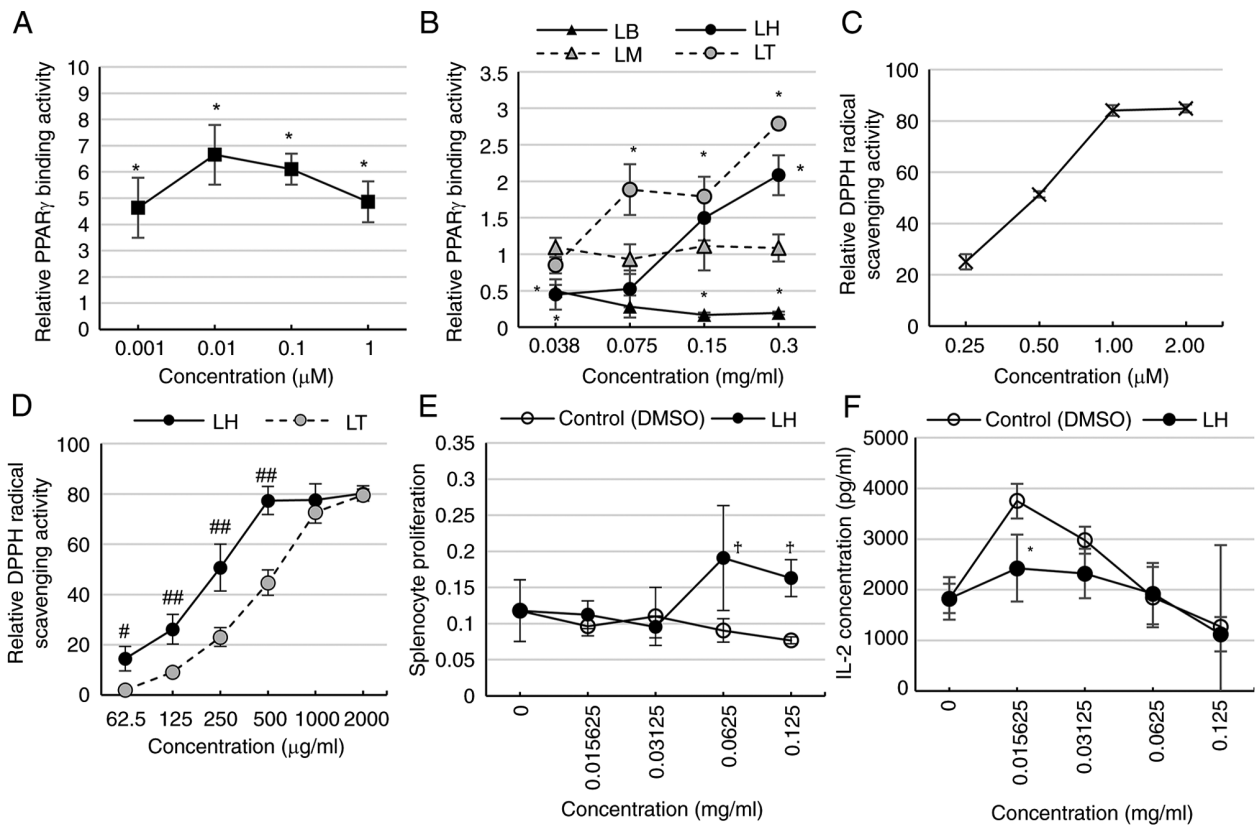 A
Relative PPARγ binding activity
10
9
8
7
6
5
4
3
2
1
0
*
*
*
*
0.001 0.01 0.1 1
Concentration (μM)
B
LB LH
LM LT
Relative PPARγ binding activity
3.5
3
2.5
2
1.5
1
0.5
0
*
*
*
*
*
*
*
*
0.038 0.075 0.15 0.3
Concentration (mg/ml)
C
Relative DPPH radical
scavenging activity
100
80
60
40
20
0
0.25 0.50 1.00 2.00
Concentration (μM)
D
LH LT
Relative DPPH radical
scavenging activity
100
80
60
40
20
0
#
##
##
##
62.5 125 250 500 1000 2000
Concentration (μg/ml)
E
Control (DMSO) LH
Splenocyte proliferation
0.35
0.3
0.25
0.2
0.15
0.1
0.05
0
†
†
0
0.015625
0.03125
0.0625
0.125
Concentration (mg/ml)
F
Control (DMSO) LH
IL-2 concentration (pg/ml)
5000
4000
3000
2000
1000
0
*
0
0.015625
0.03125
0.0625
0.125
Concentration (mg/ml)